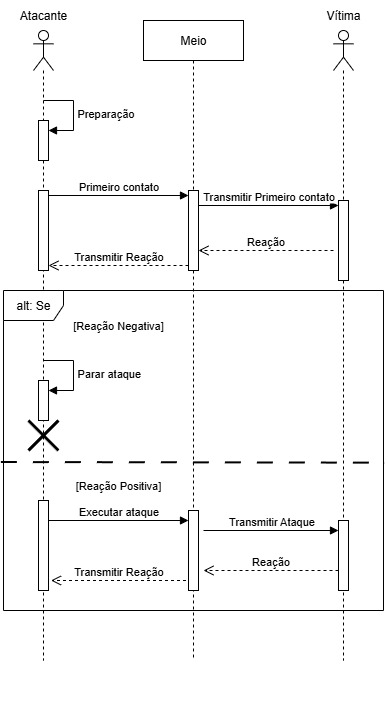 Atacante
Meio
Vítima
Preparação
Primeiro contato
Transmitir Primeiro contato
Reação
Transmitir Reação
alt: Se
[Reação Negativa]
Parar ataque
[Reação Positiva]
Executar ataque
Transmitir Ataque
Reação
Transmitir Reação